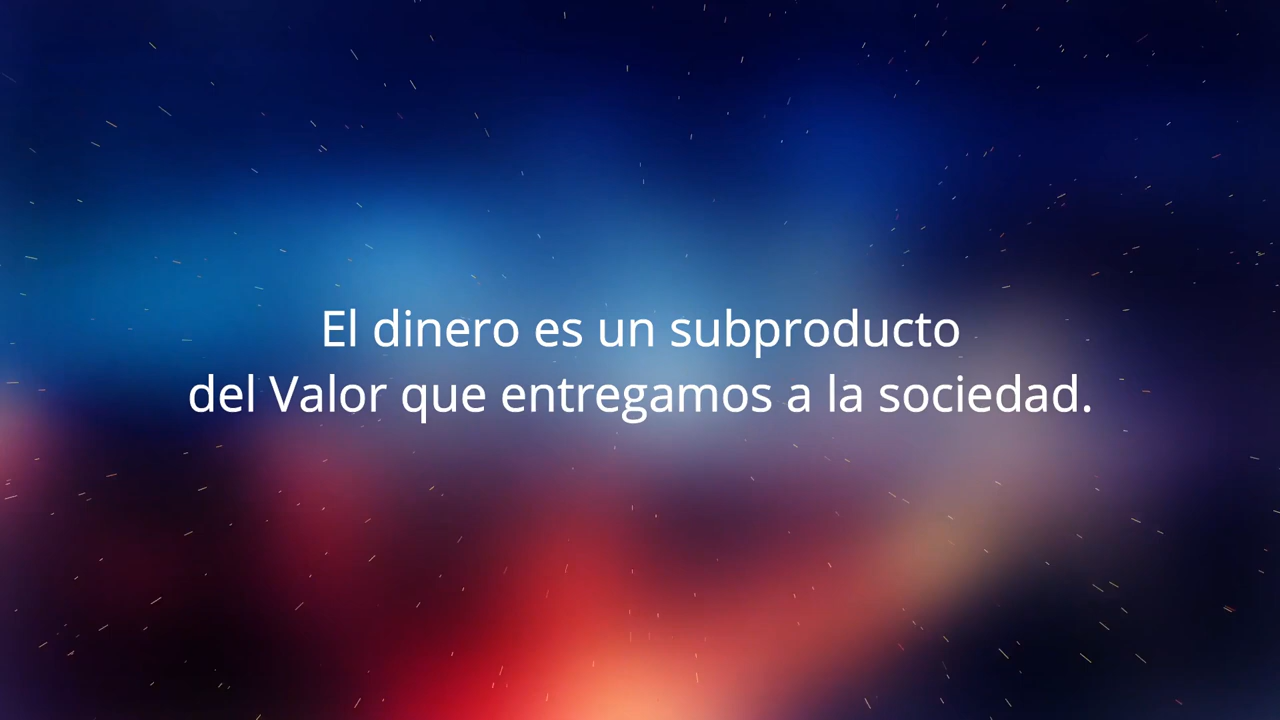 El dinero es un subproducto
del Valor que entregamos a la sociedad.